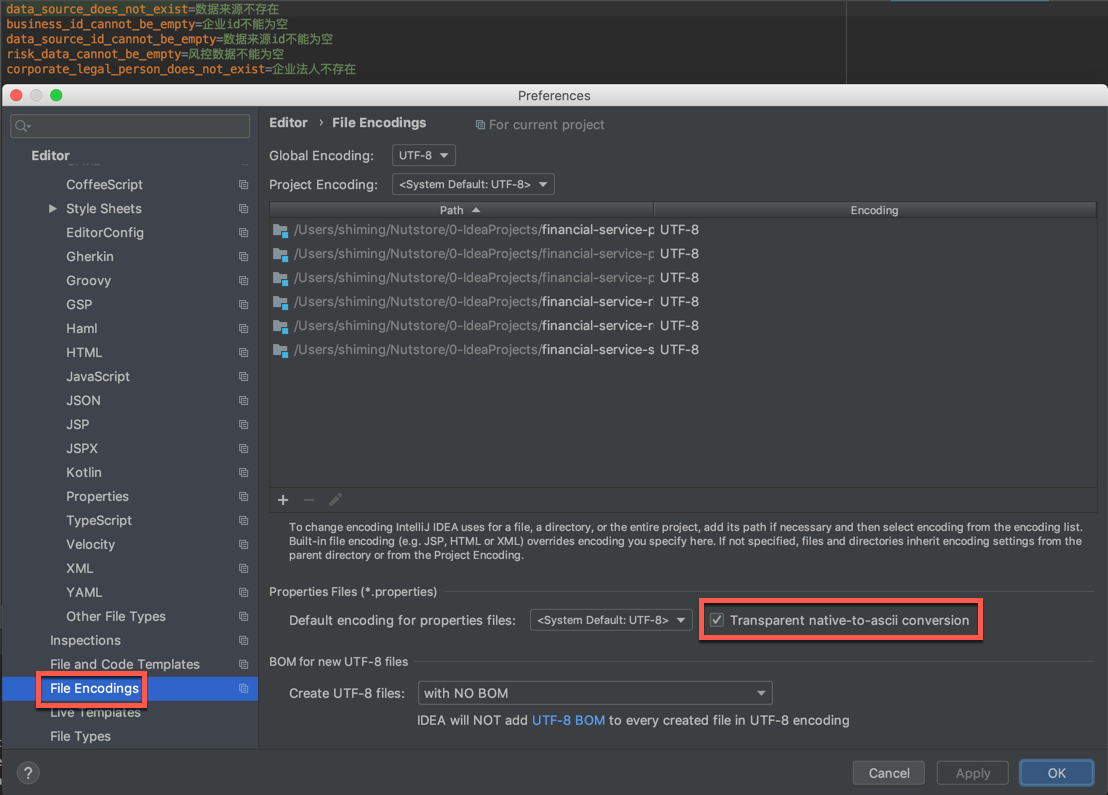 data_source_does_not_exist=数据来源不存在
business_id_cannot_be_empty=企业id不能为空
data_source_id_cannot_be_empty=数据来源id不能为空
risk_data_cannot_be_empty=风控数据不能为空
corporate_legal_person_does_not_exist=企业法人不存在
Preferences
Editor › File Encodings
For current project
Global Encoding: UTF-8
Project Encoding: <System Default: UTF-8>
Path Encoding
/Users/shiming/Nutstore/0-IdeaProjects/financial-service-p UTF-8
/Users/shiming/Nutstore/0-IdeaProjects/financial-service-p UTF-8
/Users/shiming/Nutstore/0-IdeaProjects/financial-service-p UTF-8
/Users/shiming/Nutstore/0-IdeaProjects/financial-service-r UTF-8
/Users/shiming/Nutstore/0-IdeaProjects/financial-service-r UTF-8
/Users/shiming/Nutstore/0-IdeaProjects/financial-service-s UTF-8
To change encoding IntelliJ IDEA uses for a file, a directory, or the entire project, add its path if necessary and then select encoding from the encoding list.
Built-in file encoding (e.g. JSP, HTML or XML) overrides encoding you specify here. If not specified, files and directories inherit encoding settings from the
parent directory or from the Project Encoding.
Properties Files (*.properties)
Default encoding for properties files: <System Default: UTF-8> Transparent native-to-ascii conversion
BOM for new UTF-8 files
Create UTF-8 files: with NO BOM
IDEA will NOT add UTF-8 BOM to every created file in UTF-8 encoding
Editor
CoffeeScript
Style Sheets
EditorConfig
Gherkin
Groovy
GSP
Haml
HTML
JavaScript
JSON
JSP
JSPX
Kotlin
Properties
TypeScript
Velocity
XML
YAML
Other File Types
Inspections
File and Code Templates
File Encodings
Live Templates
File Types
?
Cancel
Apply
OK